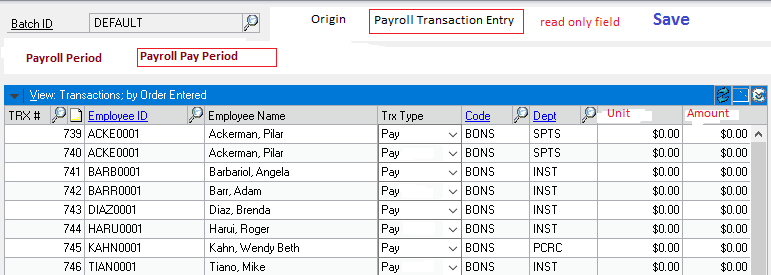 Batch ID DEFAULT Origin Payroll Transaction Entry read only field Save
Payroll Period Payroll Pay Period
View: Transactions; by Order Entered
TRX # Employee ID Employee Name Trx Type Code Dept Unit Amount
739 ACKE0001 Ackerman, Pilar Pay BONS SPTS $0.00 $0.00
740 ACKE0001 Ackerman, Pilar Pay BONS SPTS $0.00 $0.00
741 BARB0001 Barbariol, Angela Pay BONS INST $0.00 $0.00
742 BARR0001 Barr, Adam Pay BONS INST $0.00 $0.00
743 DIAZ0001 Diaz, Brenda Pay BONS INST $0.00 $0.00
744 HARU0001 Harui, Roger Pay BONS INST $0.00 $0.00
745 KAHN0001 Kahn, Wendy Beth Pay BONS PCRC $0.00 $0.00
746 TIAN0001 Tiano, Mike Pay BONS INST $0.00 $0.00